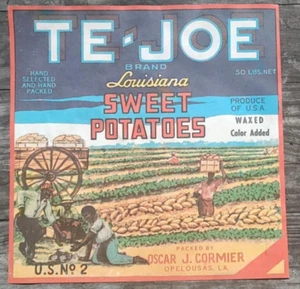 TE-JOE
BRAND
Louisiana
SWEET
POTATOES
HAND
SELECTED
AND HAND
PACKED
50 LBS. NET
PRODUCE
OF U.S.A.
WAXED
Color Added
U.S. Nº 2
PACKED BY
OSCAR J. CORMIER
OPELOUSAS, LA.